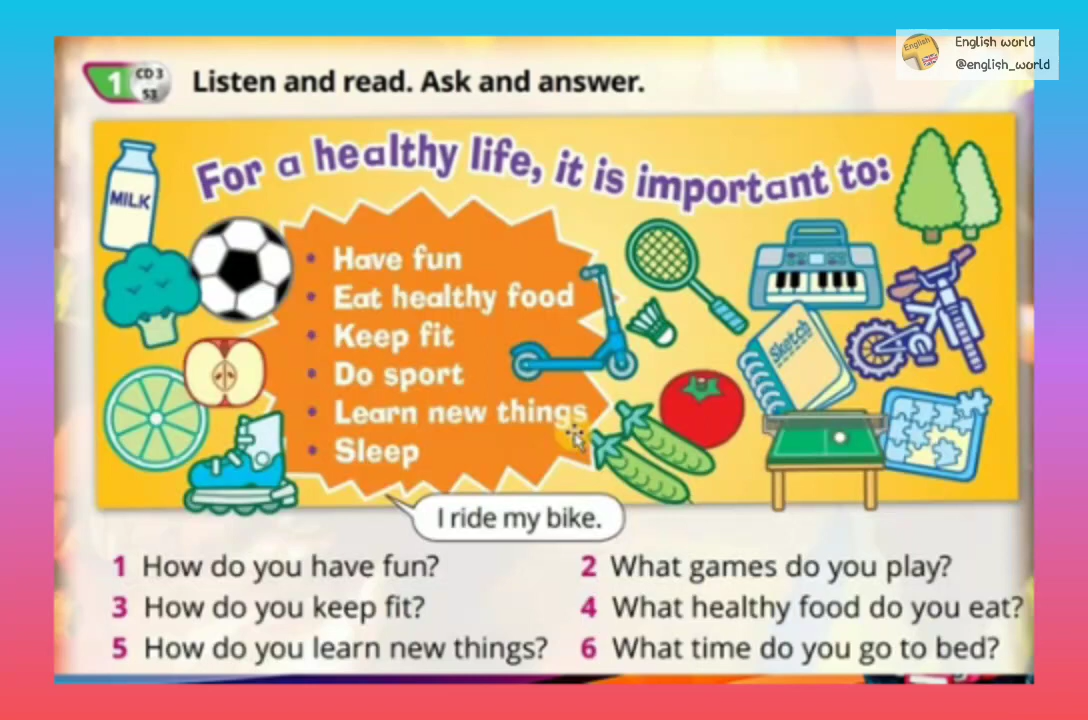 English world
@english_world
1 CD 3
53
Listen and read. Ask and answer.
For a healthy life, it is important to:
MILK
• Have fun
• Eat healthy food
• Keep fit
• Do sport
• Learn new things
• Sleep
Sketch
I ride my bike.
1 How do you have fun?
2 What games do you play?
3 How do you keep fit?
4 What healthy food do you eat?
5 How do you learn new things?
6 What time do you go to bed?